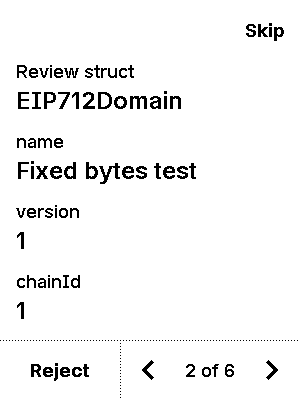 Skip
Review struct
EIP712Domain
name
Fixed bytes test
version
1
chainId
1
Reject
2 of 6